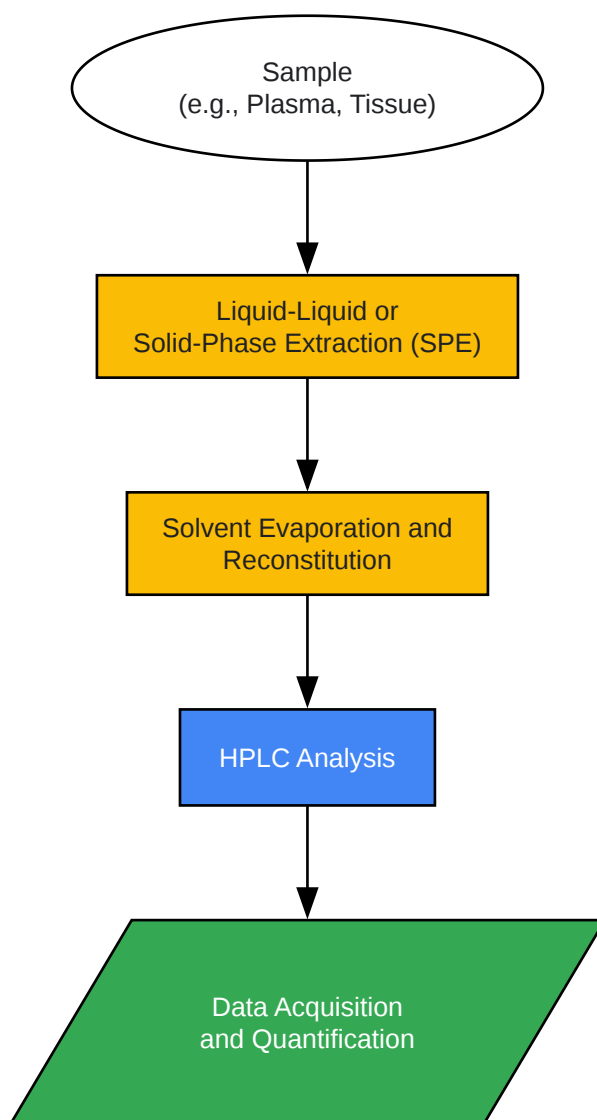 Sample
(e.g., Plasma, Tissue)
Liquid-Liquid or
Solid-Phase Extraction (SPE)
Solvent Evaporation and
Reconstitution
HPLC Analysis
Data Acquisition
and Quantification